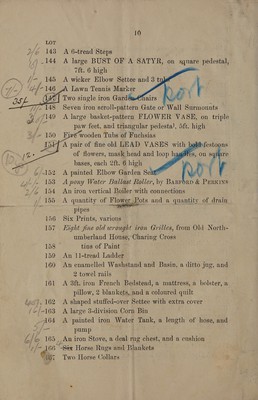 10
LOT
143 A 6-tread Steps
144 A large BUST OF A SATYR, on square pedestal,
7ft. 6 high
145 A wicker Elbow Settee and 3
146 A Lawn Tennis Marker
147 Two single iron Garden Chairs
148 Seven iron scroll-pattern Gate or Wall Surmounts
149 A large basket-pattern FLOWER VASE, on triple
paw feet, and triangular pedestal, 5ft. high
150 Five wooden Tubs of Fuchsias
151 A pair of fine old LEAD VASES with bold festoons
of flowers, mask head and loop handles, on square
bases, each 2ft. 6 high
152 A painted Elbow Garden Seat
153 A pony Water Ballast Roller, by BARFORD & PERKINS
154 An iron vertical Boiler with connections
155 A quantity of Flower Pots and a quantity of drain
pipes
156 Six Prints, various
157 Eight fine old wrought iron Grilles, from Old North-
umberland House, Charing Cross
158 tins of Paint
159 An 11-rung Ladder
160 An enamelled Washstand and Basin, a ditto jug, and
2 towel rails
161 A 3ft. iron French Bedstead, a mattress, a bolster, a
pillow, 2 blankets, and a coloured quilt
162 A shaped stuffed-over Settee with extra cover
163 A large 3-division Corn Bin
164 A painted iron Water Tank, a length of hose, and
pump
165 An iron Stove, a deal rug chest, and a cushion
166 Six Horse Rugs and Blankets
167 Two Horse Collars